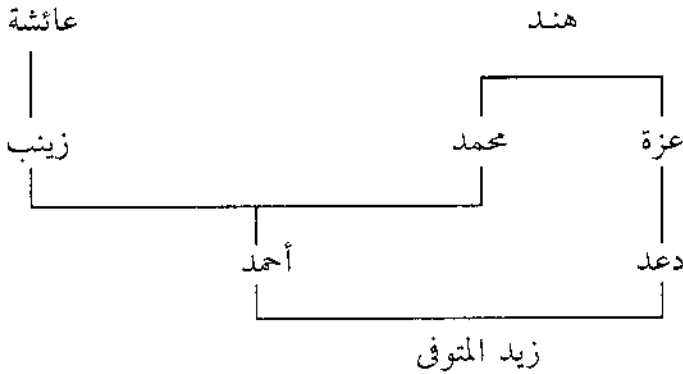 هند عائشة
عزة محمد زينب
دعد أحمد
زيد المتوفى